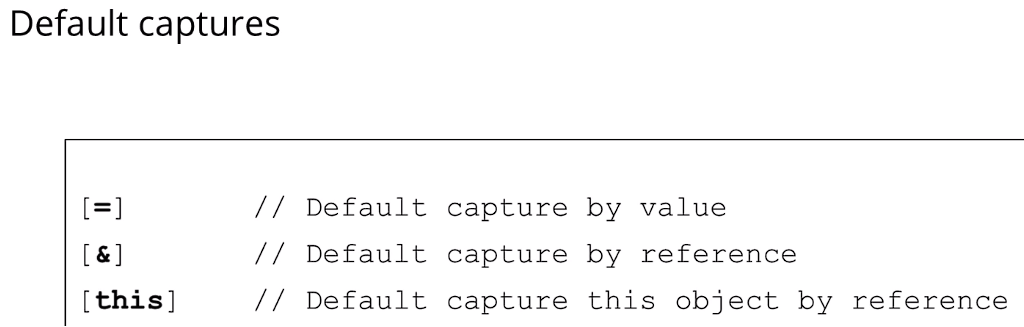 Default captures
[=] // Default capture by value
[&] // Default capture by reference
[this] // Default capture this object by reference